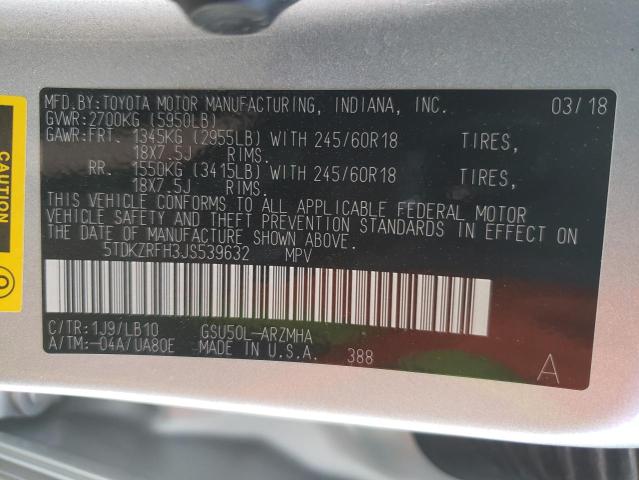 MFD.BY:TOYOTA MOTOR MANUFACTURING, INDIANA, INC. 03/18
GVWR:2700KG (5950LB)
GAWR:FRT. 1345KG (2955LB) WITH 245/60R18 TIRES,
18X7.5J RIMS.
RR. 1550KG (3415LB) WITH 245/60R18 TIRES,
18X7.5J RIMS.
THIS VEHICLE CONFORMS TO ALL APPLICABLE FEDERAL MOTOR
VEHICLE SAFETY AND THEFT PREVENTION STANDARDS IN EFFECT ON
THE DATE OF MANUFACTURE SHOWN ABOVE.
5TDKZRFH3JS539632 MPV
C/TR:1J9/LB10 GSU50L-ARZMHA
A/TM:-04A/UA80E MADE IN U.S.A. 388 A
CAUTION